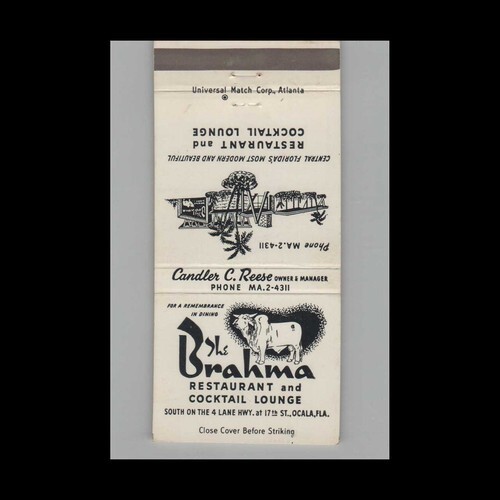 Universal Match Corp., Atlanta
®
CENTRAL FLORIDA'S MOST MODERN AND BEAUTIFUL
RESTAURANT and
COCKTAIL LOUNGE
Phone MA.2-4311
Candler C. Reese OWNER & MANAGER
PHONE MA.2-4311
FOR A REMEMBRANCE
IN DINING
The
Brahma
RESTAURANT and
COCKTAIL LOUNGE
SOUTH ON THE 4 LANE HWY. at 17th ST., OCALA, FLA.
Close Cover Before Striking